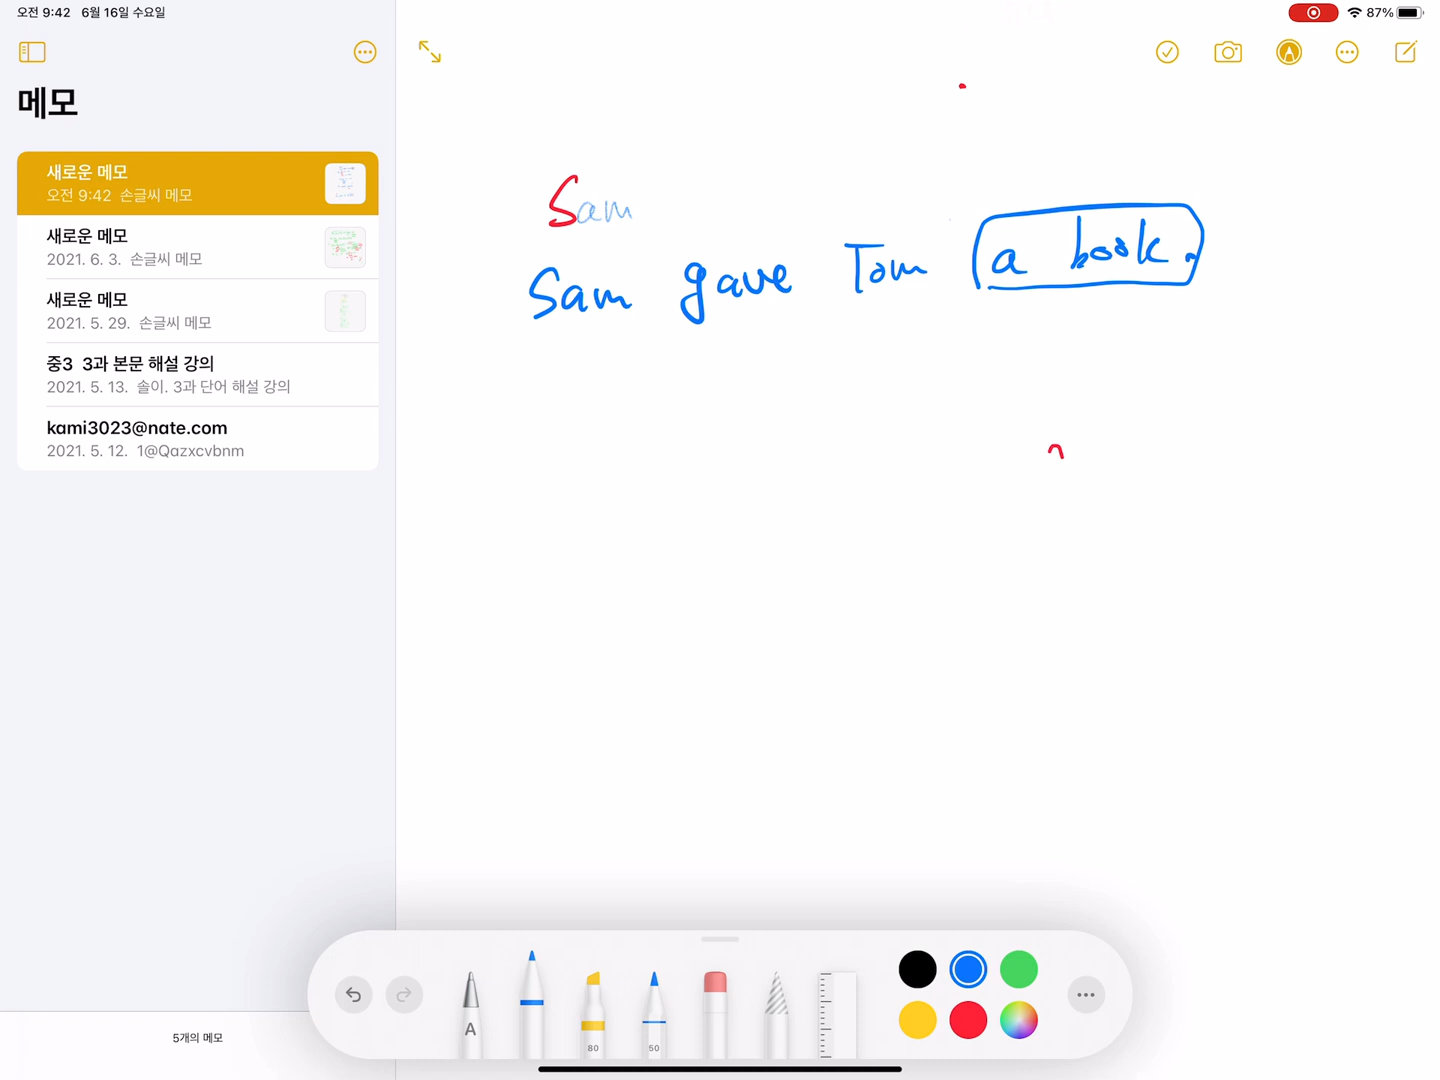 오전 9:42 6월 16일 수요일
87%
메모
새로운 메모
오전 9:42 손글씨 메모
새로운 메모
2021. 6. 3. 손글씨 메모
새로운 메모
2021. 5. 29. 손글씨 메모
중3 3과 본문 해설 강의
2021. 5. 13. 솔이. 3과 단어 해설 강의
kami3023@nate.com
2021. 5. 12. 1@Qazxcvbnm
5개의 메모
Sam
Sam gave Tom a book.
A
80
50